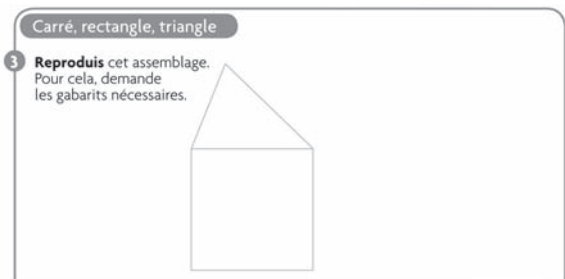 Carré, rectangle, triangle
3 Reproduis cet assemblage.
Pour cela, demande
les gabarits nécessaires.